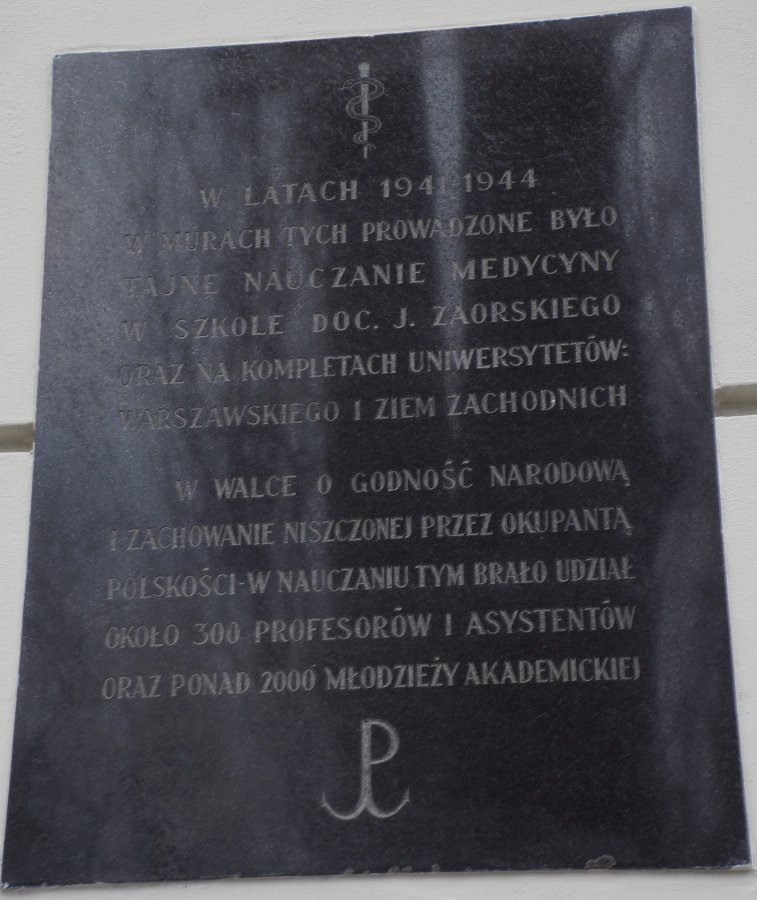 W LATACH 1941-1944
W MURACH TYCH PROWADZONE BYŁO
TAJNE NAUCZANIE MEDYCYNY
W SZKOLE DOC. J. ZAORSKIEGO
ORAZ NA KOMPLETACH UNIWERSYTETÓW:
WARSZAWSKIEGO I ZIEM ZACHODNICH
W WALCE O GODNOŚĆ NARODOWĄ
I ZACHOWANIE NISZCZONEJ PRZEZ OKUPANTĄ
POLSKOŚCI-W NAUCZANIU TYM BRAŁO UDZIAŁ
OKOŁO 300 PROFESORÓW I ASYSTENTÓW
ORAZ PONAD 2000 MŁODZIEŻY AKADEMICKIEJ